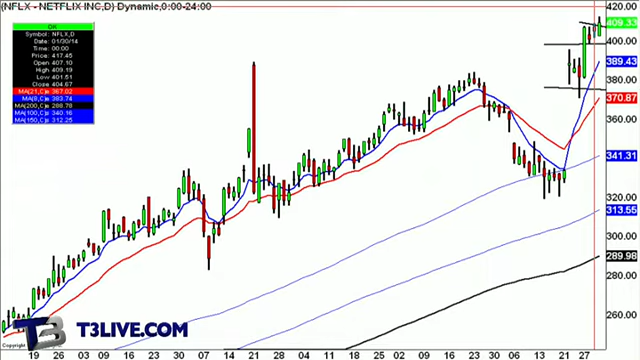 (NFLX - NETFLIX INC,D) Dynamic,0:00-24:00
OK
Symbol: NFLX,D
Date: 01/30/14
Time: 00:00
Price: 417.45
Open: 407.10
High: 409.19
Low: 401.51
Close: 404.67
MA(21,C)= 367.02
MA(8,C)= 383.74
MA(200,C)= 288.78
MA(100,C)= 340.16
MA(150,C)= 312.25
420.00
409.33
400.00
389.43
370.87
360.00
341.31
320.00
313.55
300.00
289.98
280.00
260.00
Copyright
T3 T3LIVE.COM
19 26 03 10 09 16 23 30 07 14 21 28 04 11 18 25 02 09 16 23 30 06 13 21 27